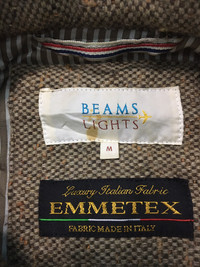 BEAMS
LIGHTS
M
Luxury Italian Fabric
EMMETEX
FABRIC MADE IN ITALY